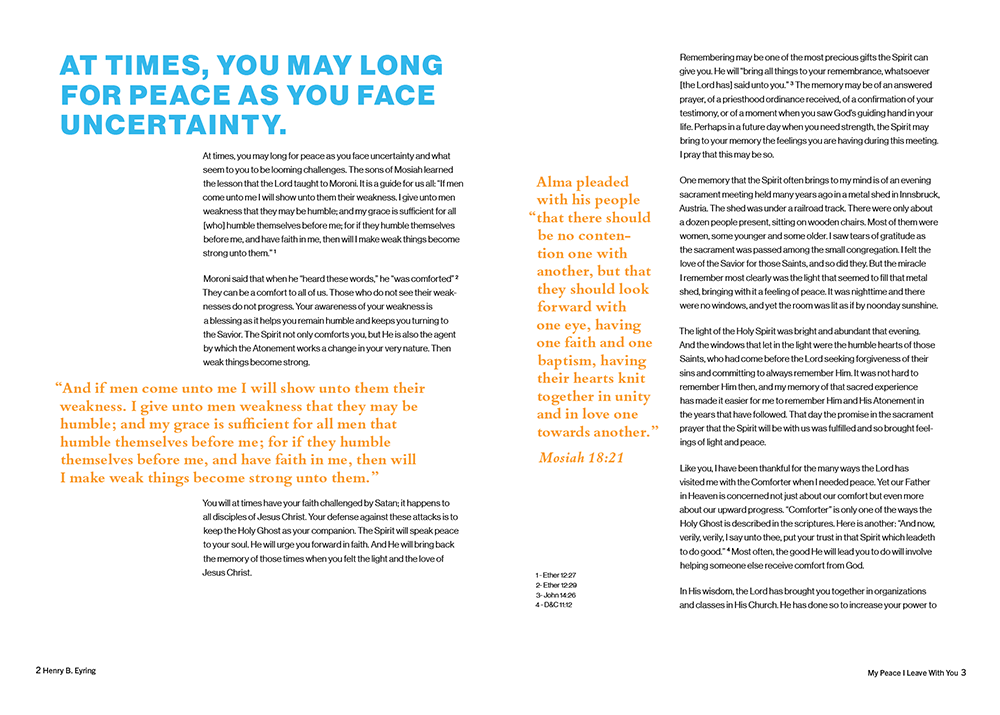 AT TIMES, YOU MAY LONG
FOR PEACE AS YOU FACE
UNCERTAINTY.
At times, you may long for peace as you face uncertainty and what
seem to you to be looming challenges. The sons of Mosiah learned
the lesson that the Lord taught to Moroni. It is a guide for us all: “If men
come unto me I will show unto them their weakness. I give unto men
weakness that they may be humble; and my grace is sufficient for all
[who] humble themselves before me; for if they humble themselves
before me, and have faith in me, then will I make weak things become
strong unto them.” 1
Moroni said that when he “heard these words,” he “was comforted” 2
They can be a comfort to all of us. Those who do not see their weak-
nesses do not progress. Your awareness of your weakness is
a blessing as it helps you remain humble and keeps you turning to
the Savior. The Spirit not only comforts you, but He is also the agent
by which the Atonement works a change in your very nature. Then
weak things become strong.
“And if men come unto me I will show unto them their
weakness. I give unto men weakness that they may be
humble; and my grace is sufficient for all men that
humble themselves before me; for if they humble
themselves before me, and have faith in me, then will
I make weak things become strong unto them.”
You will at times have your faith challenged by Satan; it happens to
all disciples of Jesus Christ. Your defense against these attacks is to
keep the Holy Ghost as your companion. The Spirit will speak peace
to your soul. He will urge you forward in faith. And He will bring back
the memory of those times when you felt the light and the love of
Jesus Christ.
2 Henry B. Eyring
Alma pleaded
with his people
“that there should
be no conten-
tion one with
another, but that
they should look
forward with
one eye, having
one faith and one
baptism, having
their hearts knit
together in unity
and in love one
towards another.”
Mosiah 18:21
1 - Ether 12:27
2- Ether 12:29
3- John 14:26
4 - D&C 11:12
Remembering may be one of the most precious gifts the Spirit can
give you. He will “bring all things to your remembrance, whatsoever
[the Lord has] said unto you.” 3 The memory may be of an answered
prayer, of a priesthood ordinance received, of a confirmation of your
testimony, or of a moment when you saw God's guiding hand in your
life. Perhaps in a future day when you need strength, the Spirit may
bring to your memory the feelings you are having during this meeting.
I pray that this may be so.
One memory that the Spirit often brings to my mind is of an evening
sacrament meeting held many years ago in a metal shed in Innsbruck,
Austria. The shed was under a railroad track. There were only about
a dozen people present, sitting on wooden chairs. Most of them were
women, some younger and some older. I saw tears of gratitude as
the sacrament was passed among the small congregation. I felt the
love of the Savior for those Saints, and so did they. But the miracle
I remember most clearly was the light that seemed to fill that metal
shed, bringing with it a feeling of peace. It was nighttime and there
were no windows, and yet the room was lit as if by noonday sunshine.
The light of the Holy Spirit was bright and abundant that evening.
And the windows that let in the light were the humble hearts of those
Saints, who had come before the Lord seeking forgiveness of their
sins and committing to always remember Him. It was not hard to
remember Him then, and my memory of that sacred experience
has made it easier for me to remember Him and His Atonement in
the years that have followed. That day the promise in the sacrament
prayer that the Spirit will be with us was fulfilled and so brought feel-
ings of light and peace.
Like you, I have been thankful for the many ways the Lord has
visited me with the Comforter when I needed peace. Yet our Father
in Heaven is concerned not just about our comfort but even more
about our upward progress. “Comforter” is only one of the ways the
Holy Ghost is described in the scriptures. Here is another: “And now,
verily, verily, I say unto thee, put your trust in that Spirit which leadeth
to do good.” 4 Most often, the good He will lead you to do will involve
helping someone else receive comfort from God.
In His wisdom, the Lord has brought you together in organizations
and classes in His Church. He has done so to increase your power to
My Peace I Leave With You 3